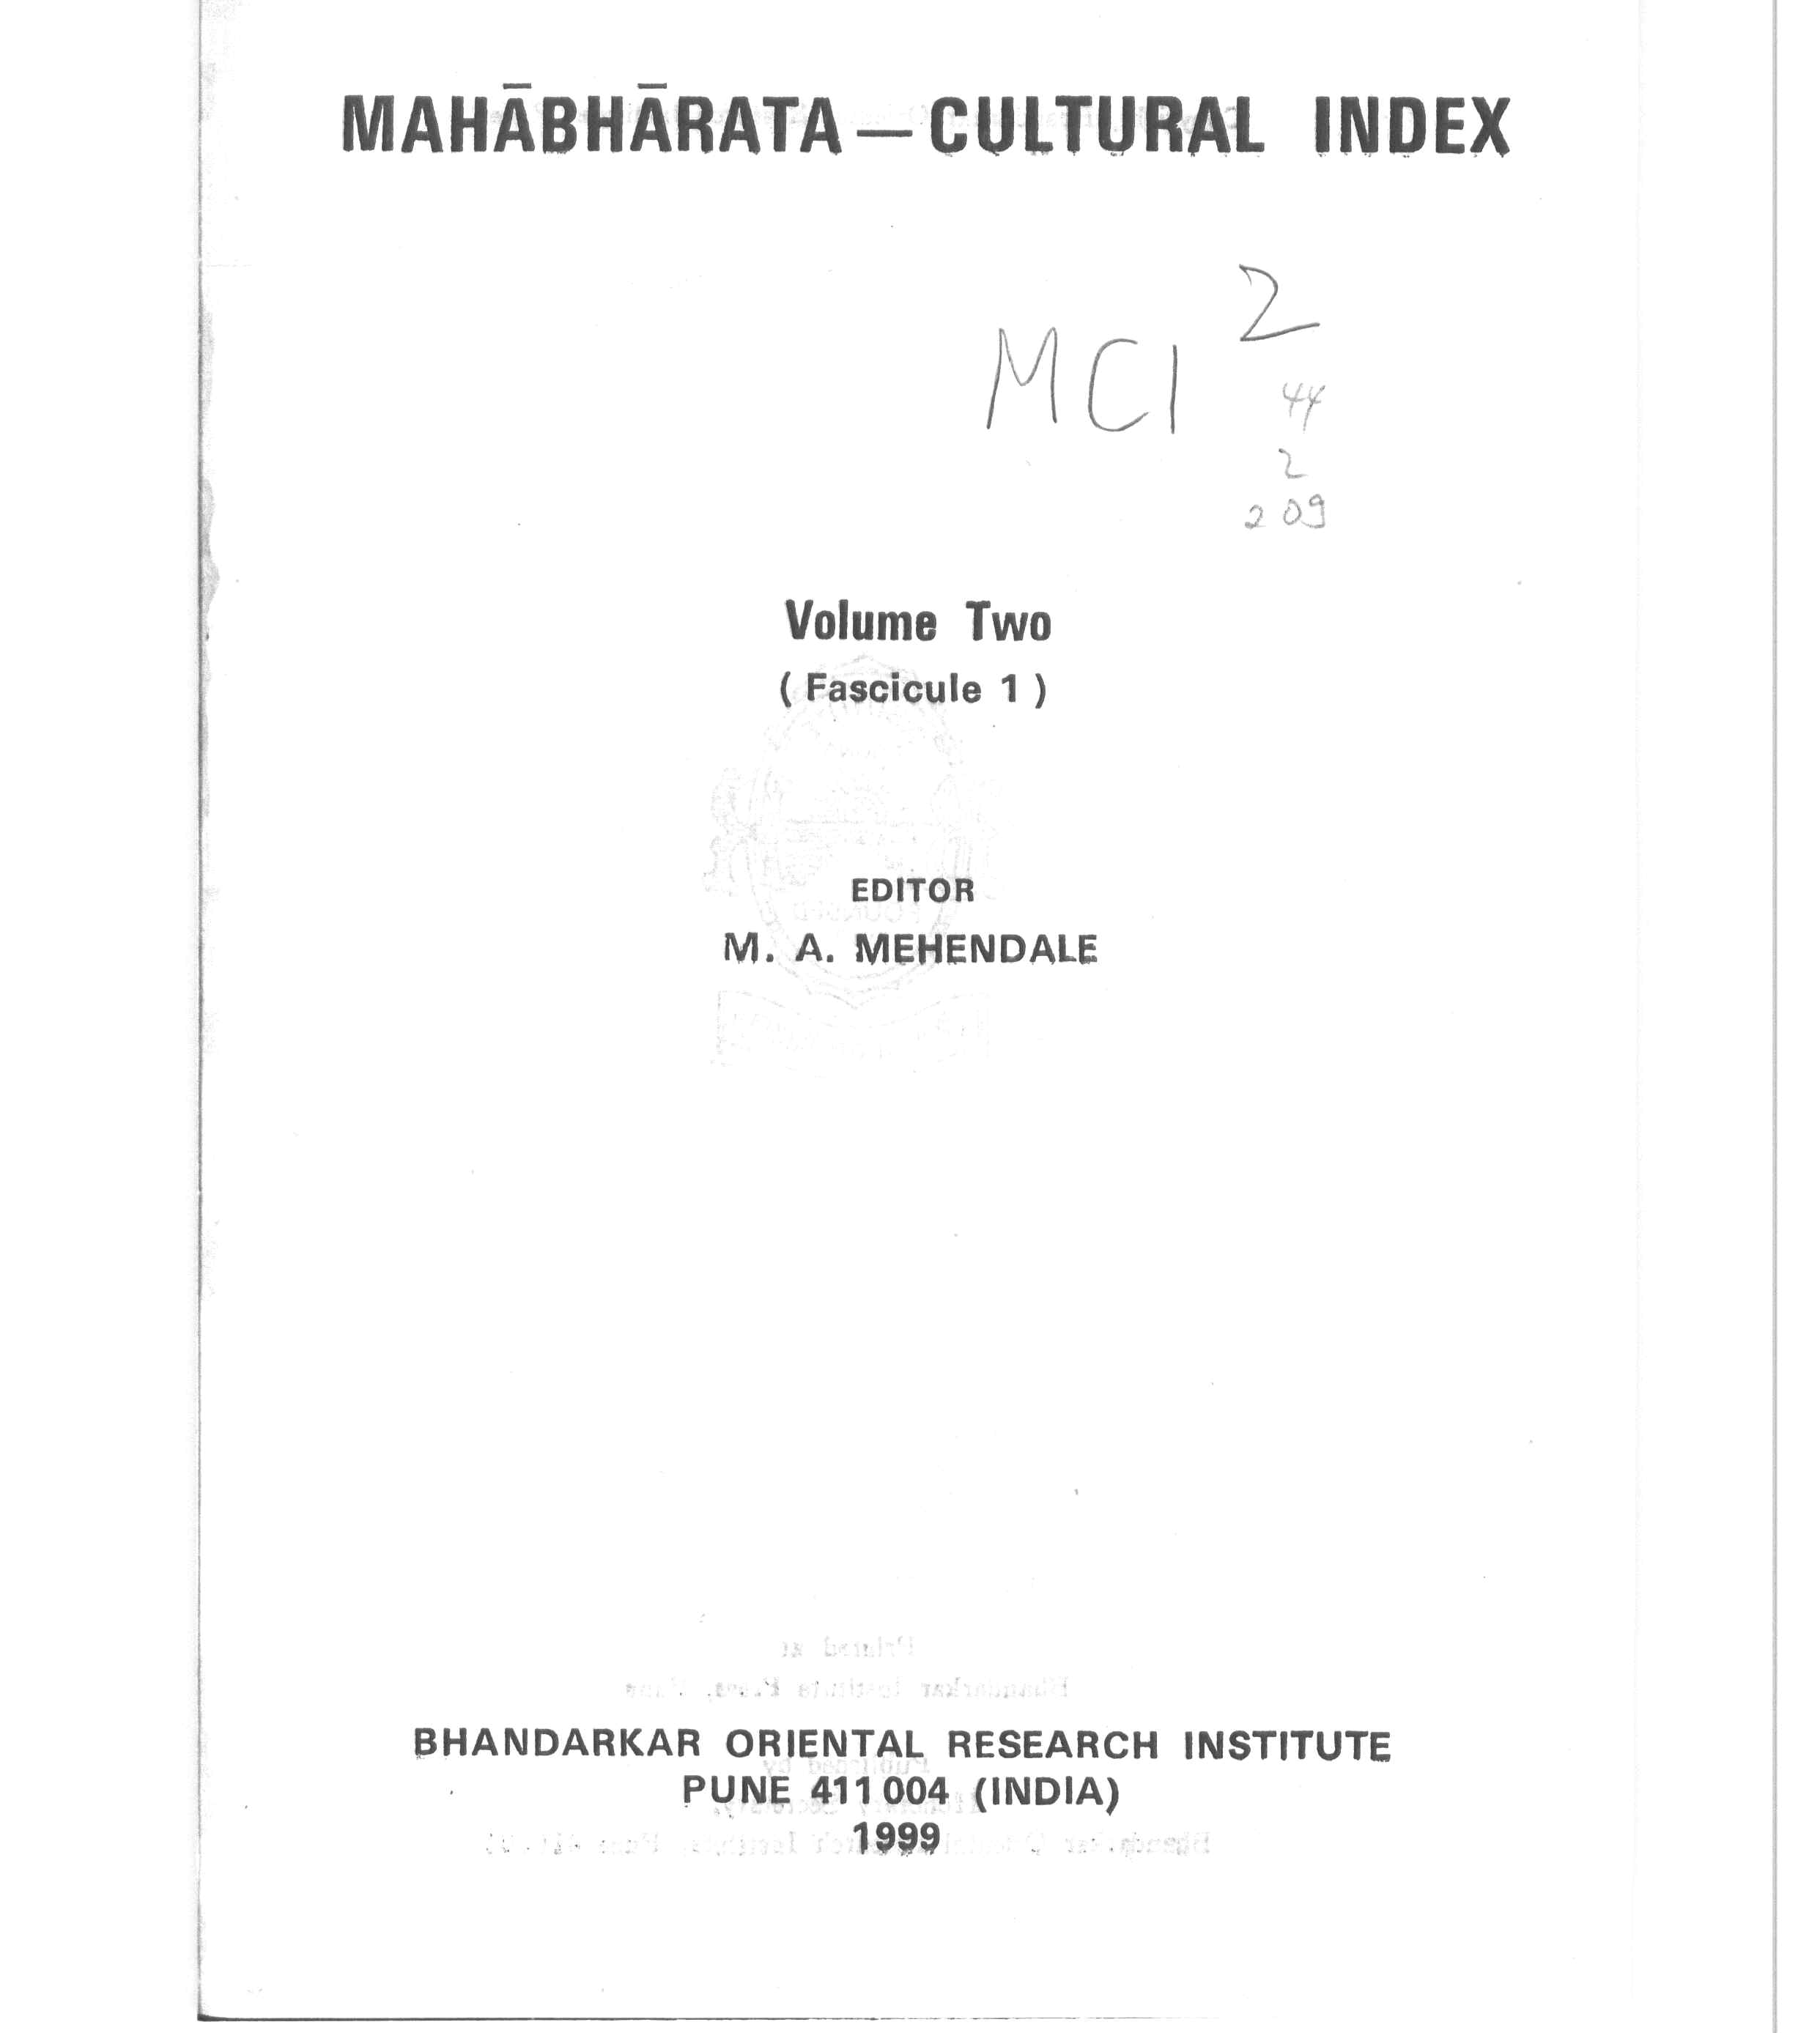 MAHĀBHĀRATA — CULTURAL INDEX
MCI 2
44
2
209
Volume Two
( Fascicule 1 )
EDITOR
M. A. MEHENDALE
BHANDARKAR ORIENTAL RESEARCH INSTITUTE
PUNE 411 004 (INDIA)
1999